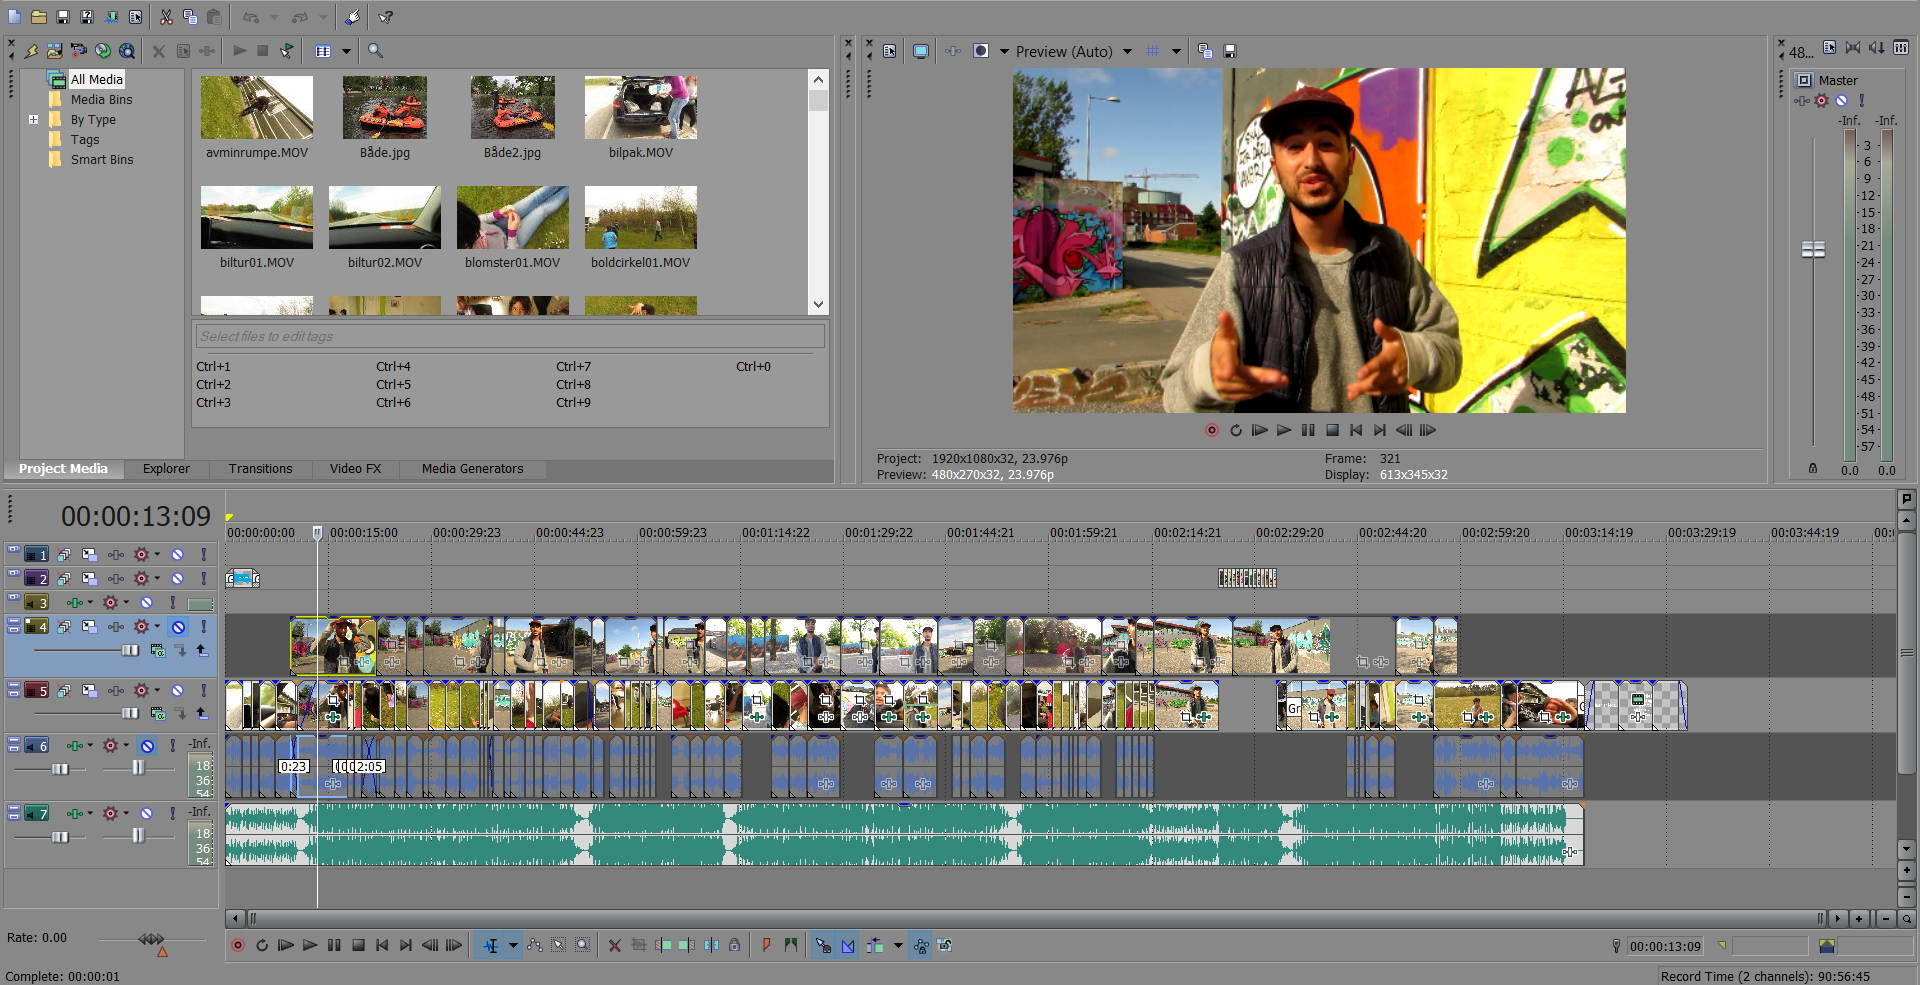 All Media
Media Bins
By Type
Tags
Smart Bins
avminrumpe.MOV
Både.jpg
Både2.jpg
bilpak.MOV
biltur01.MOV
biltur02.MOV
blomster01.MOV
boldcirkel01.MOV
Select files to edit tags
Ctrl+1
Ctrl+4
Ctrl+7
Ctrl+0
Ctrl+2
Ctrl+5
Ctrl+8
Ctrl+3
Ctrl+6
Ctrl+9
Project Media
Explorer
Transitions
Video FX
Media Generators
Preview (Auto)
Project: 1920x1080x32, 23.976p
Preview: 480x270x32, 23.976p
Frame: 321
Display: 613x345x32
48...
Master
-Inf. -Inf.
3
6
9
12
15
18
21
24
27
30
33
36
39
42
45
48
51
54
57
0.0 0.0
00:00:13:09
00:00:00:00
00:00:15:00
00:00:29:23
00:00:44:23
00:00:59:23
00:01:14:22
00:01:29:22
00:01:44:21
00:01:59:21
00:02:14:21
00:02:29:20
00:02:44:20
00:02:59:20
00:03:14:19
00:03:29:19
00:03:44:19
1
2
3
4
5
Gr
6
-Inf.
18
36
54
0:23
2:05
7
-Inf.
18
36
54
Rate: 0.00
00:00:13:09
Complete: 00:00:01
Record Time (2 channels): 90:56:45